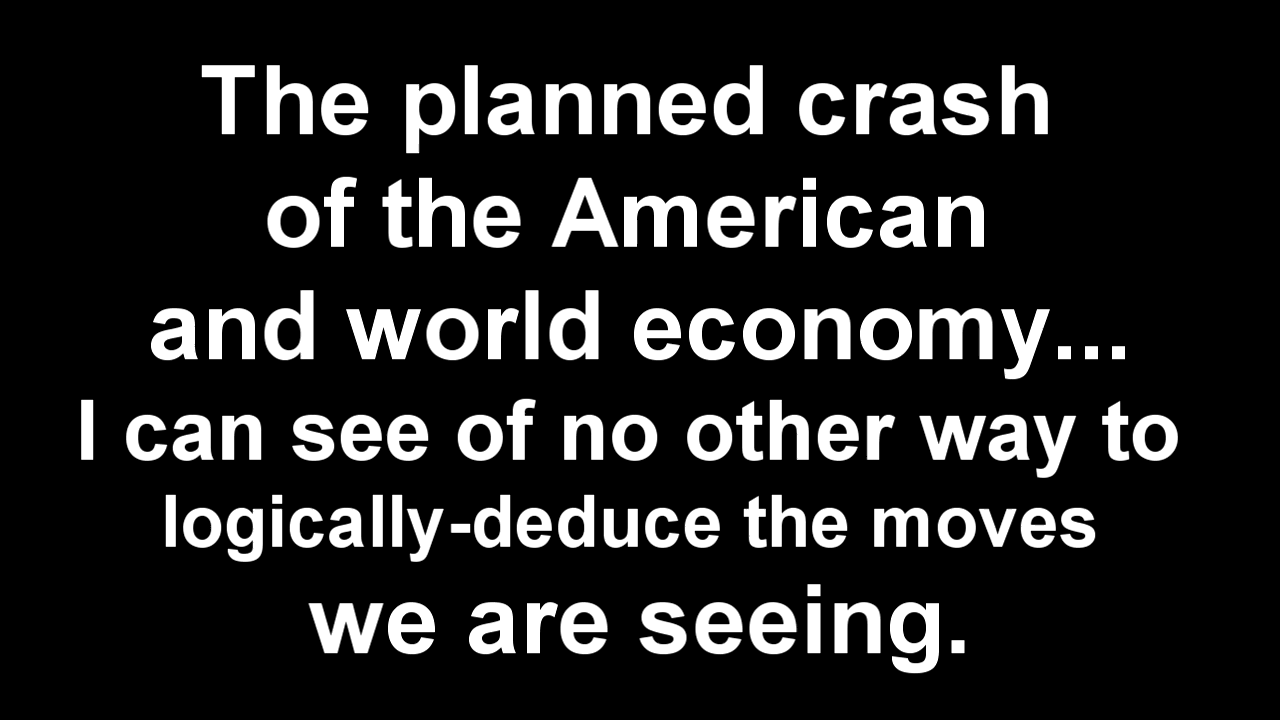 The planned crash
of the American
and world economy...
I can see of no other way to
logically-deduce the moves
we are seeing.